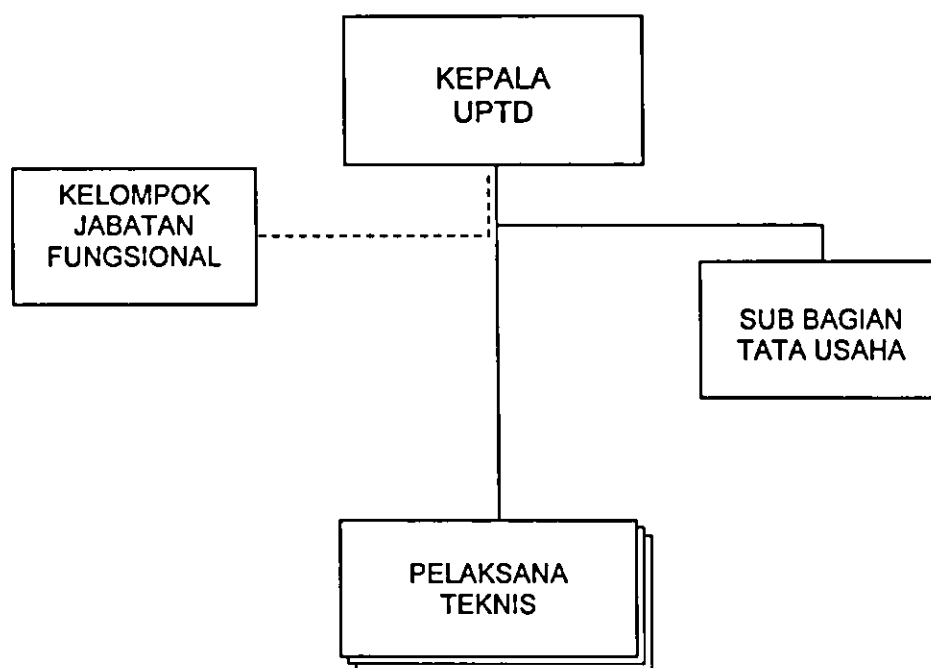 KEPALA
UPTD
KELOMPOK
JABATAN
FUNGSIONAL
SUB BAGIAN
TATA USAHA
PELAKSANA
TEKNIS